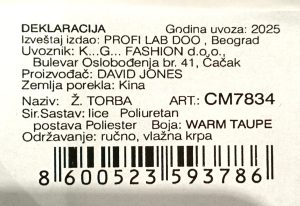 DEKLARACIJA Godina uvoza: 2025
Izveštaj izdao: PROFI LAB DOO , Beograd
Uvoznik: K...G... FASHION d.o.o.,
Bulevar Oslobođenja br. 41, Čačak
Proizvođač: DAVID JONES
Zemlja porekla: Kina
Naziv: Ž. TORBA ART.: CM7834
Sir.Sastav: lice Poliuretan
postava Poliester Boja: WARM TAUPE
Održavanje: ručno, vlažna krpa
8 600523 593786